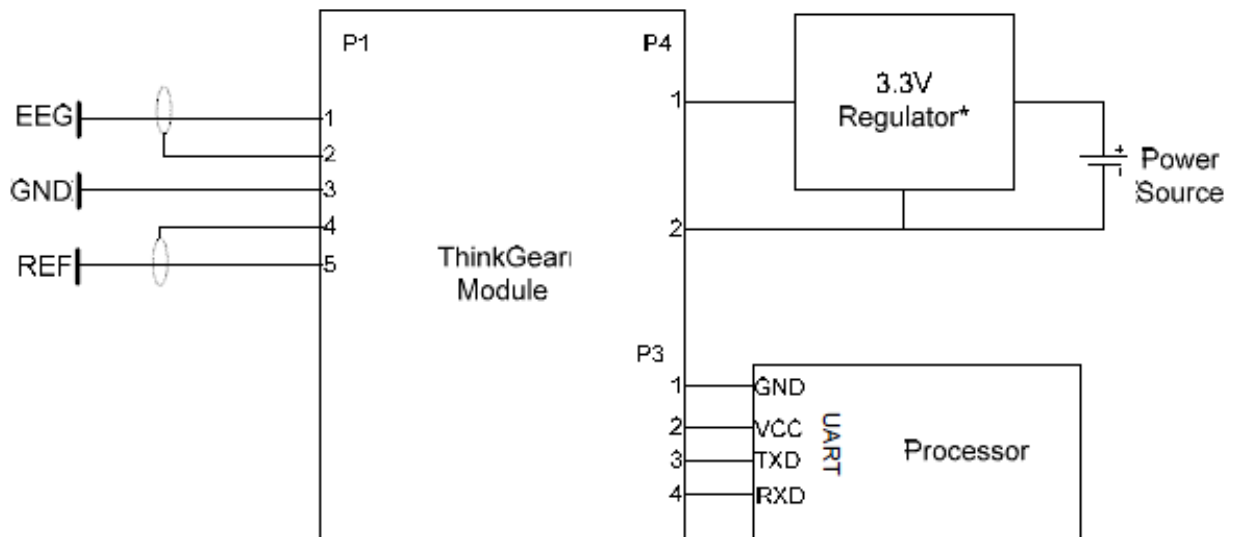 P1
P4
EEG
1
2
GND
3
4
REF
5
ThinkGear
Module
1
2
3.3V
Regulator*
+
Power
Source
P3
1
GND
2
VCC
3
TXD
4
RXD
UART
Processor